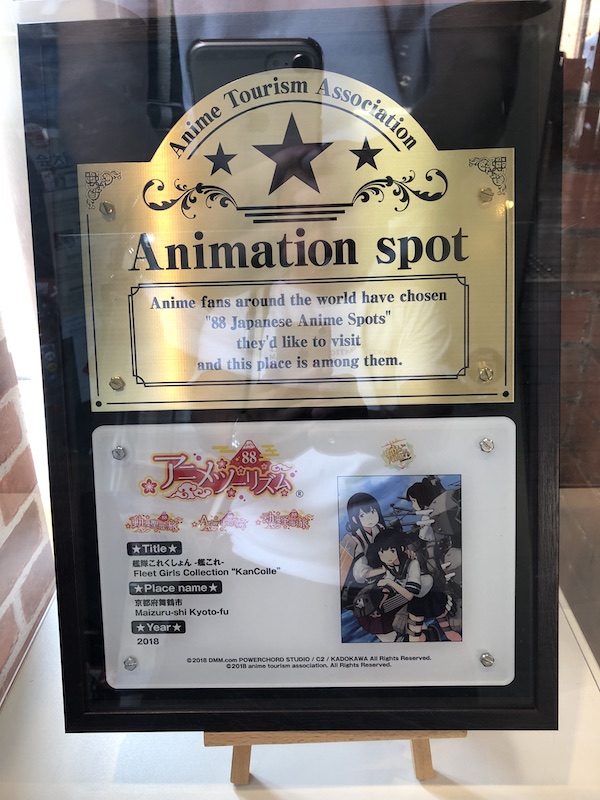 Anime Tourism Association
Animation spot
Anime fans around the world have chosen
"88 Japanese Anime Spots"
they'd like to visit
and this place is among them.
88
アニメツーリズム®
★Title★
艦隊これくしょん -艦これ-
Fleet Girls Collection "KanColle"
★Place name★
京都府舞鶴市
Maizuru-shi Kyoto-fu
★Year★
2018
©2018 DMM.com POWERCHORD STUDIO / C2 / KADOKAWA All Rights Reserved.
©2018 anime tourism association. All Rights Reserved.